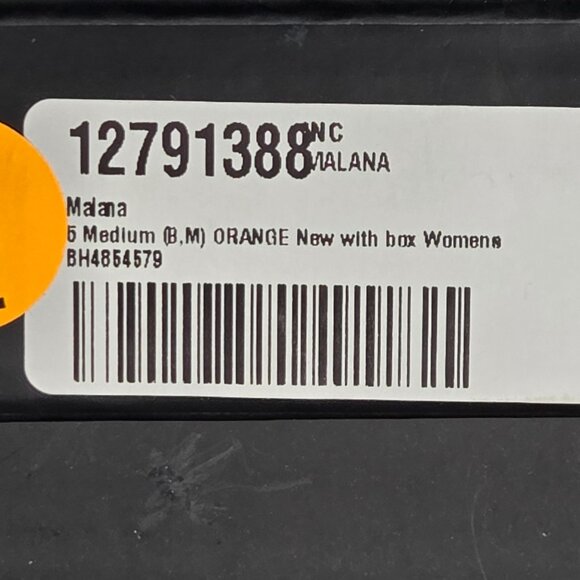 12791388 INC
MALANA
Malana
5 Medium (B,M) ORANGE New with box Womens
BH4854579